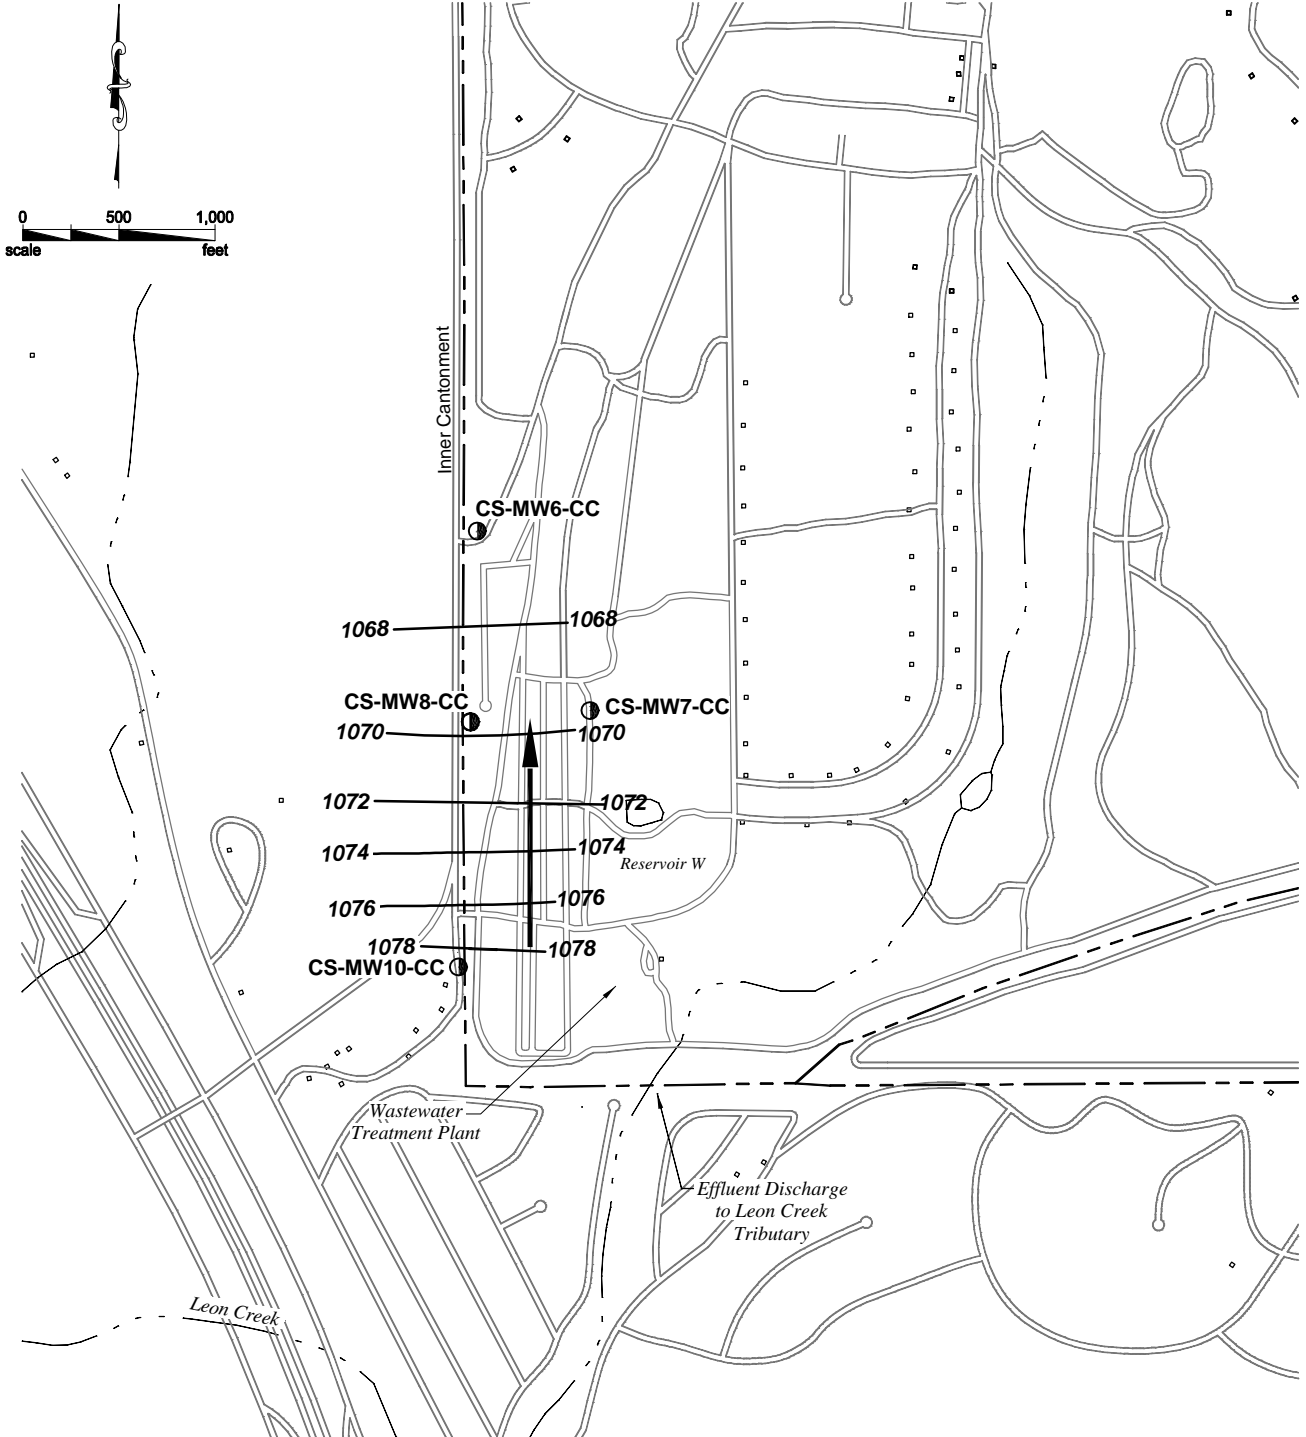 0 500 1,000
scale feet
Inner Cantonment
CS-MW6-CC
1068 1068
CS-MW8-CC
CS-MW7-CC
1070 1070
1072 1072
1074 1074
Reservoir W
1076 1076
1078 1078
CS-MW10-CC
Wastewater
Treatment Plant
Effluent Discharge
to Leon Creek
Tributary
Leon Creek